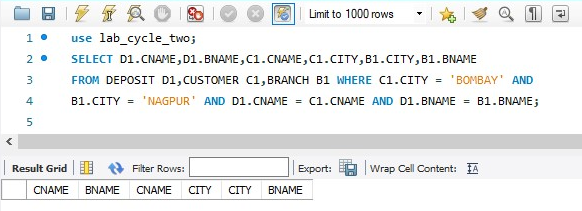 Limit to 1000 rows
1 use lab_cycle_two;
2 SELECT D1.CNAME,D1.BNAME,C1.CNAME,C1.CITY,B1.CITY,B1.BNAME
3 FROM DEPOSIT D1,CUSTOMER C1,BRANCH B1 WHERE C1.CITY = 'BOMBAY' AND
4 B1.CITY = 'NAGPUR' AND D1.CNAME = C1.CNAME AND D1.BNAME = B1.BNAME;
5
Result Grid Filter Rows: Export: Wrap Cell Content:
CNAME BNAME CNAME CITY CITY BNAME